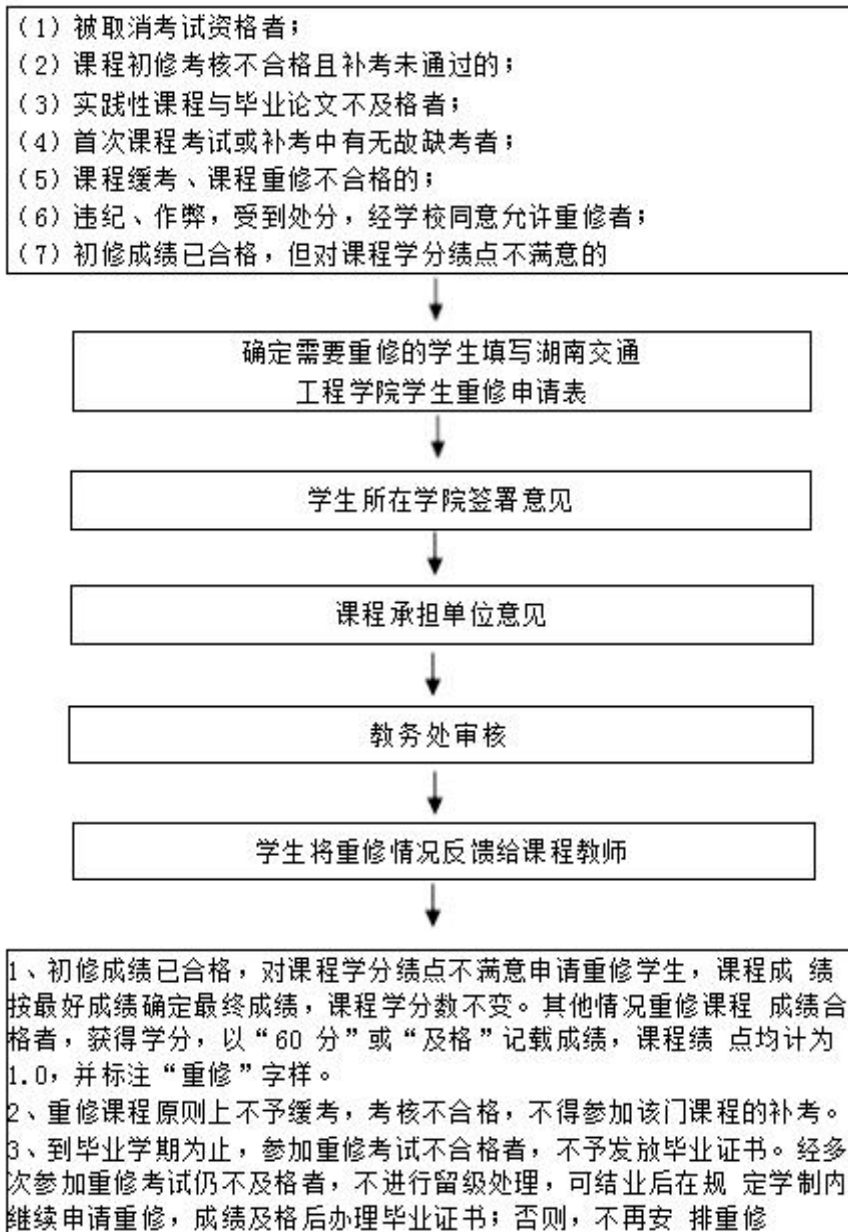 (1) 被取消考试资格者；
(2) 课程初修考核不合格且补考未通过的；
(3) 实践性课程与毕业论文不及格者；
(4) 首次课程考试或补考中有无故缺考者；
(5) 课程缓考、课程重修不合格的；
(6) 违纪、作弊，受到处分，经学校同意允许重修者；
(7) 初修成绩已合格，但对课程学分绩点不满意的
确定需要重修的学生填写湖南交通
工程学院学生重修申请表
学生所在学院签署意见
课程承担单位意见
教务处审核
学生将重修情况反馈给课程教师
1、初修成绩已合格，对课程学分绩点不满意申请重修学生，课程成 绩
按最好成绩确定最终成绩，课程学分数不变。其他情况重修课程 成绩合
格者，获得学分，以“60 分”或“及格”记载成绩，课程绩 点均计为
1.0，并标注“重修”字样。
2、重修课程原则上不予缓考，考核不合格，不得参加该门课程的补考。
3、到毕业学期为止，参加重修考试不合格者，不予发放毕业证书。经多
次参加重修考试仍不及格者，不进行留级处理，可结业后在规 定学制内
继续申请重修，成绩及格后办理毕业证书；否则，不再安 排重修